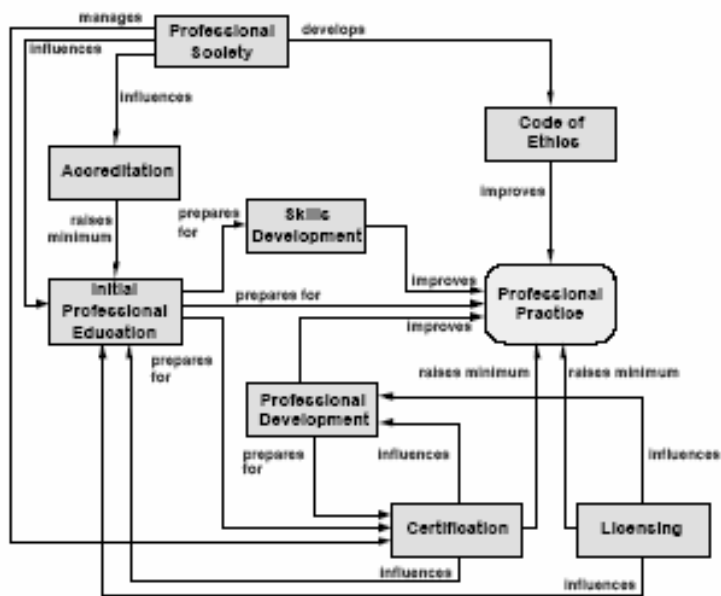 manages
Professional
Society
develops
influences
influences
Code of
Ethics
Accreditation
improves
raises
minimum
prepares
for
Skills
Development
Initial
Professional
Education
improves
prepares for
Professional
Practice
improves
prepares
for
raises minimum
raises minimum
Professional
Development
prepares
for
influences
influences
Certification
Licensing
influences
influences